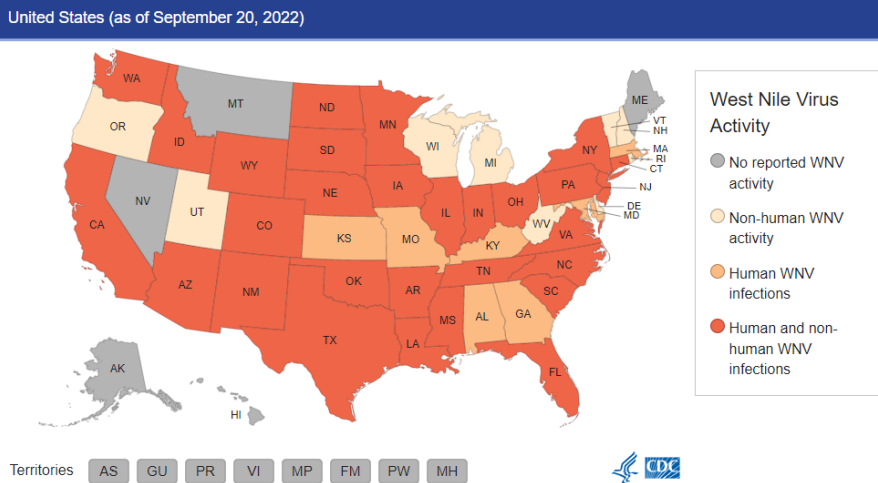 United States (as of September 20, 2022)
WA
MT
ND
MN
ME
VT
NH
OR
ID
SD
WI
MI
NY
MA
RI
CT
WY
NE
IA
PA
NJ
NV
UT
CO
IL
IN
OH
DE
MD
CA
KS
MO
KY
WV
VA
AZ
NM
OK
AR
TN
NC
SC
MS
AL
GA
TX
LA
FL
AK
HI
West Nile Virus
Activity
No reported WNV
activity
Non-human WNV
activity
Human WNV
infections
Human and non-
human WNV
infections
Territories AS GU PR VI MP FM PW MH
CDC